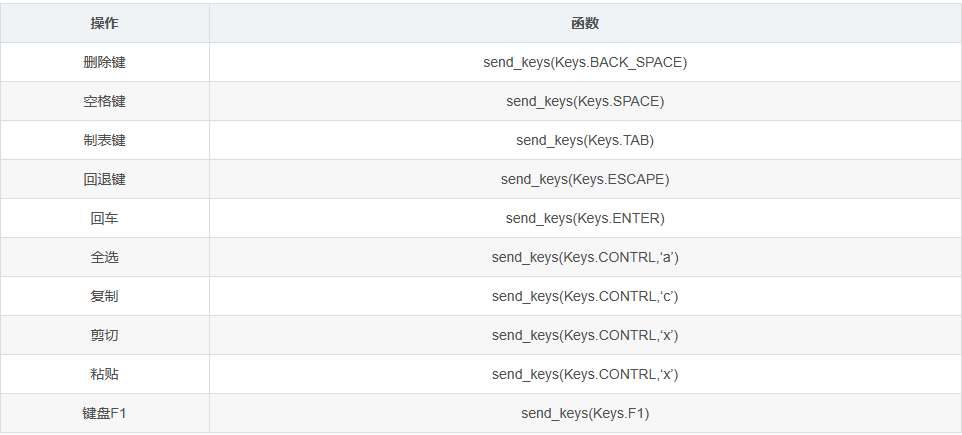 操作 函数
删除键 send_keys(Keys.BACK_SPACE)
空格键 send_keys(Keys.SPACE)
制表键 send_keys(Keys.TAB)
回退键 send_keys(Keys.ESCAPE)
回车 send_keys(Keys.ENTER)
全选 send_keys(Keys.CONTRL,‘a’)
复制 send_keys(Keys.CONTRL,‘c’)
剪切 send_keys(Keys.CONTRL,‘x’)
粘贴 send_keys(Keys.CONTRL,‘x’)
键盘F1 send_keys(Keys.F1)